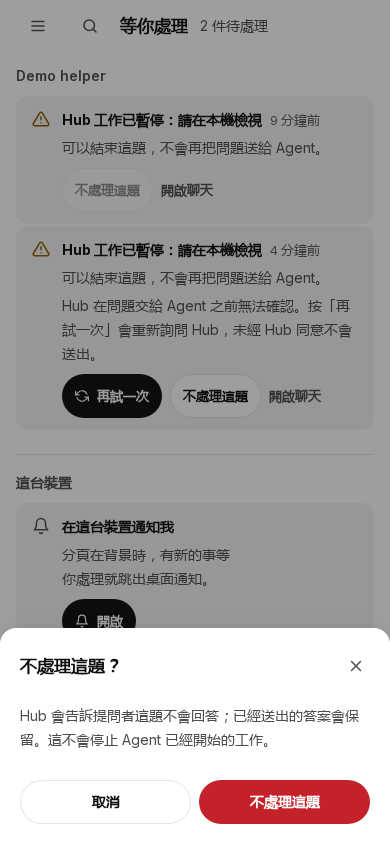 等你處理 2 件待處理
Demo helper
Hub 工作已暫停：請在本機檢視 9 分鐘前
可以結束這題，不會再把問題送給 Agent。
不處理這題 開啟聊天
Hub 工作已暫停：請在本機檢視 4 分鐘前
可以結束這題，不會再把問題送給 Agent。
Hub 在問題交給 Agent 之前無法確認。按「再
試一次」會重新詢問 Hub，未經 Hub 同意不會
送出。
再試一次 不處理這題 開啟聊天
這台裝置
在這台裝置通知我
分頁在背景時，有新的事等
你處理就跳出桌面通知。
開啟
不處理這題？
Hub 會告訴提問者這題不會回答；已經送出的答案會保
留。這不會停止 Agent 已經開始的工作。
取消 不處理這題